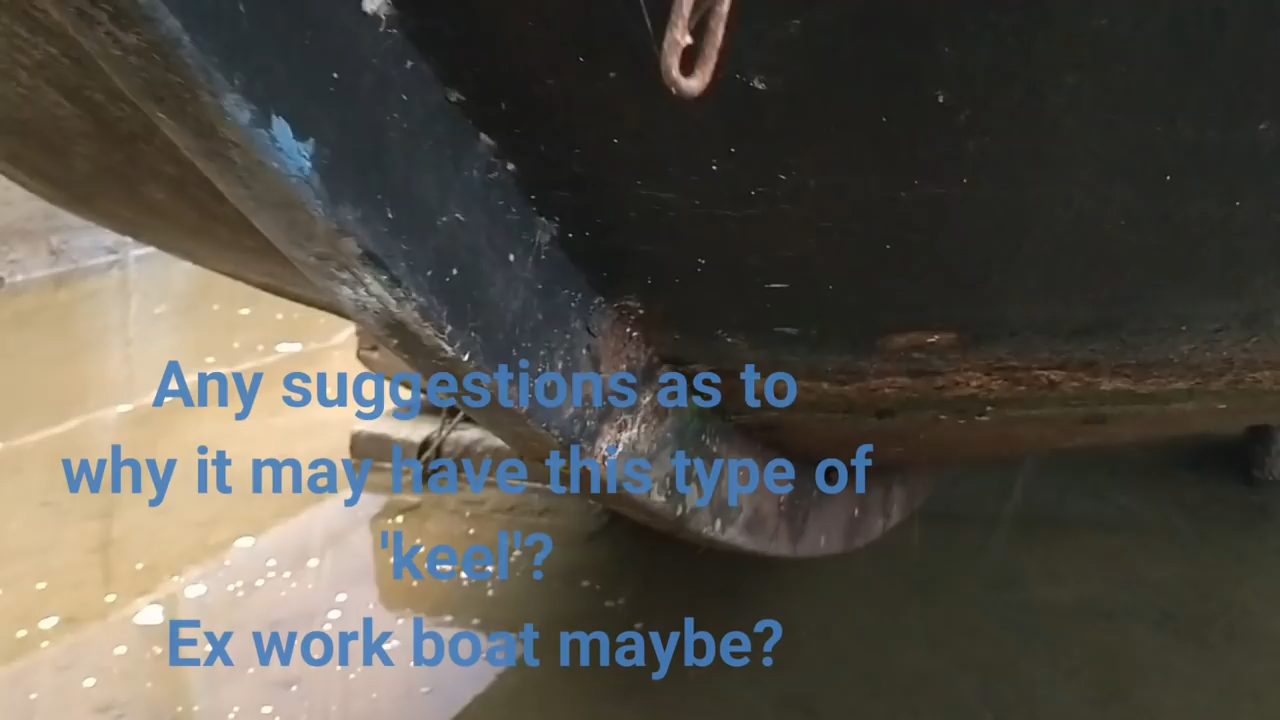 Any suggestions as to
why it may have this type of
'keel'?
Ex work boat maybe?